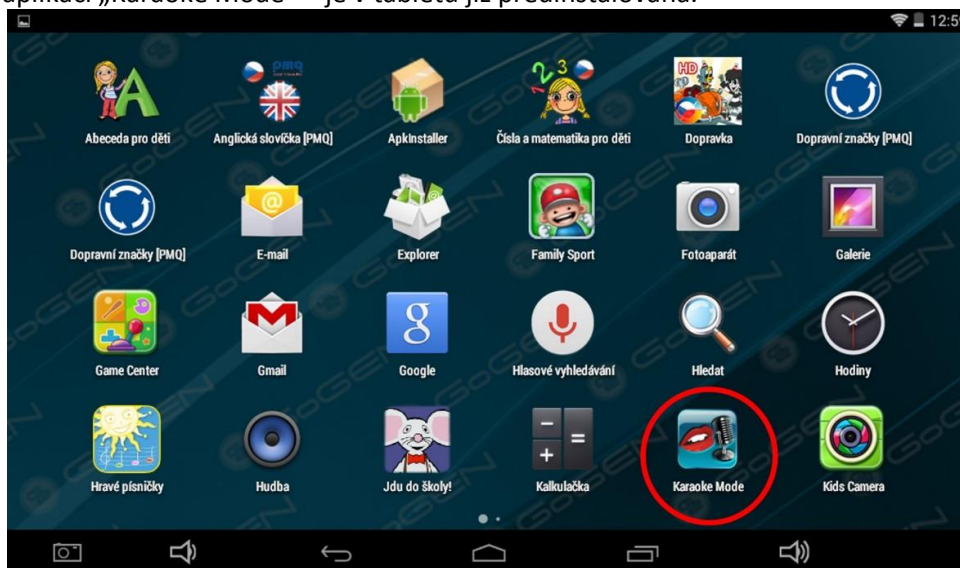 aplikaci „Karaoke Mode“ – je v tabletu již předinstalována.
12:59
Abeceda pro děti
Anglická slovíčka [PMQ]
ApkInstaller
Čísla a matematika pro děti
Dopravka
Dopravní značky [PMQ]
Dopravní značky [PMQ]
E-mail
Explorer
Family Sport
Fotoaparát
Galerie
Game Center
Gmail
Google
Hlasové vyhledávání
Hledat
Hodiny
Hravé písničky
Hudba
Jdu do školy!
Kalkulačka
Karaoke Mode
Kids Camera